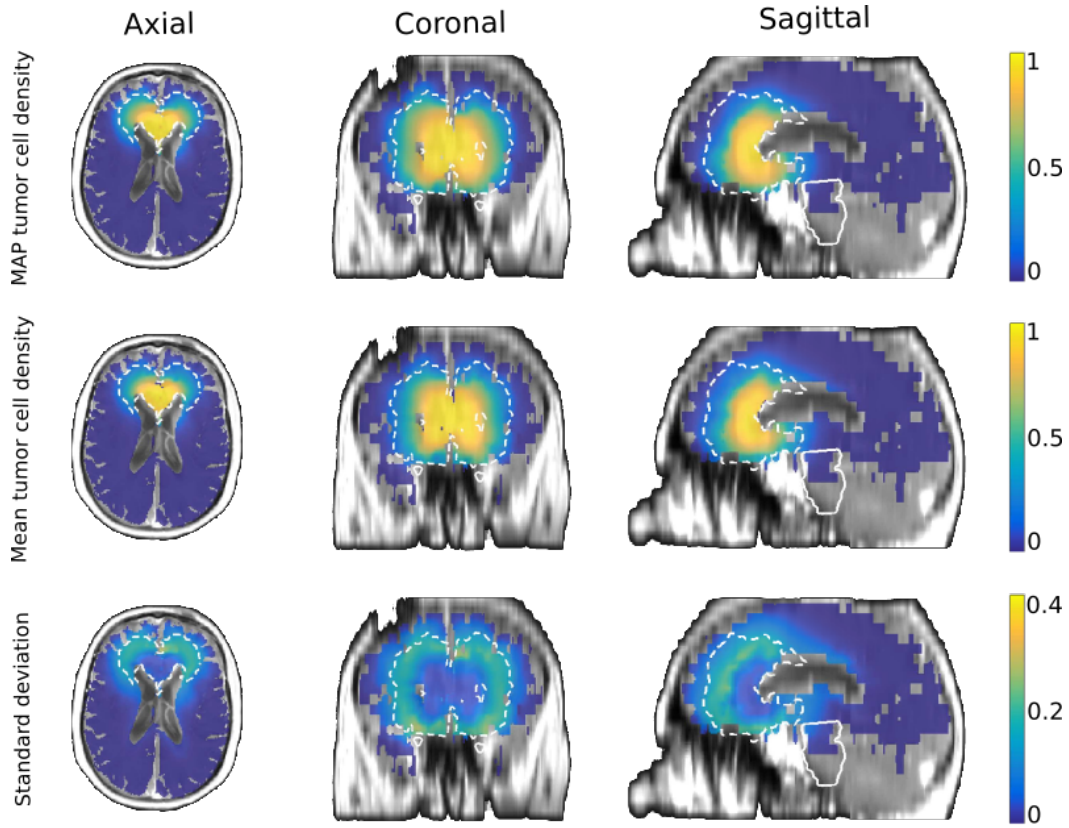 Axial
Coronal
Sagittal
MAP tumor cell density
1
0.5
0
Mean tumor cell density
1
0.5
0
Standard deviation
0.4
0.2
0